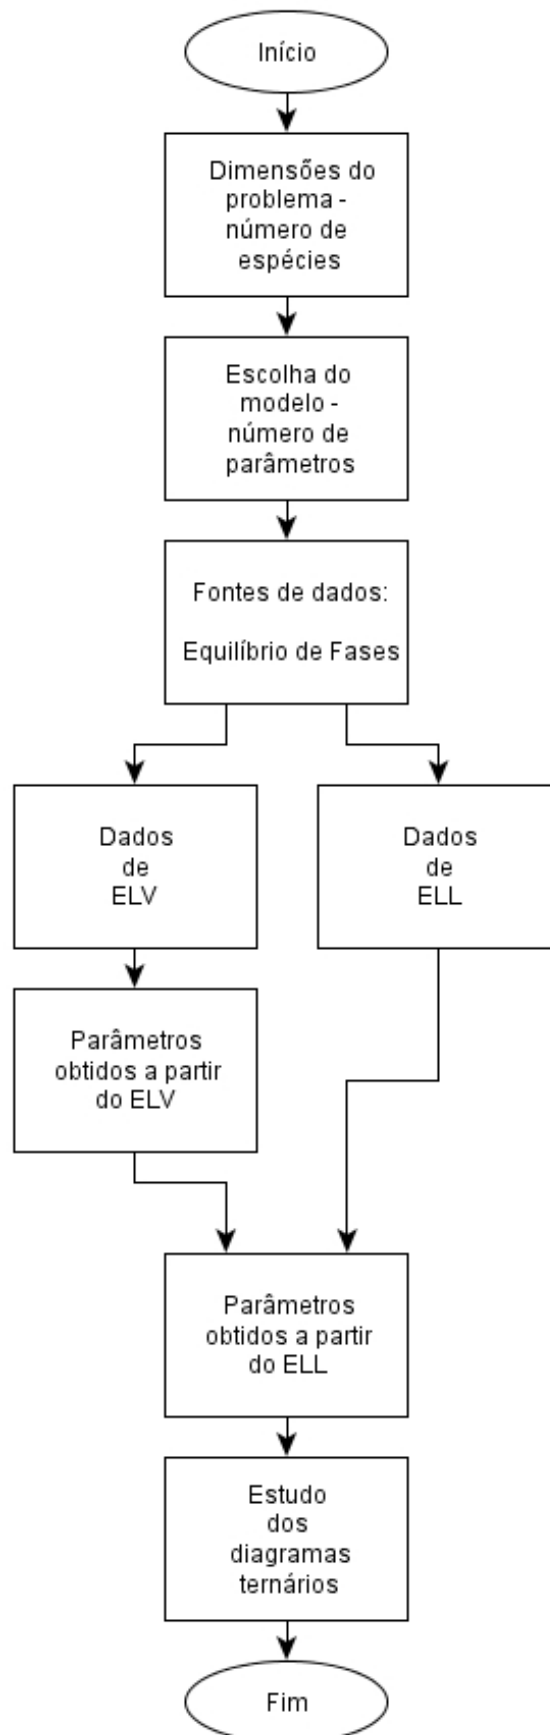 Início
Dimensões do
problema -
número de
espécies
Escolha do
modelo -
número de
parâmetros
Fontes de dados:
Equilíbrio de Fases
Dados
de
ELV
Dados
de
ELL
Parâmetros
obtidos a partir
do ELV
Parâmetros
obtidos a partir
do ELL
Estudo
dos
diagramas
ternários
Fim